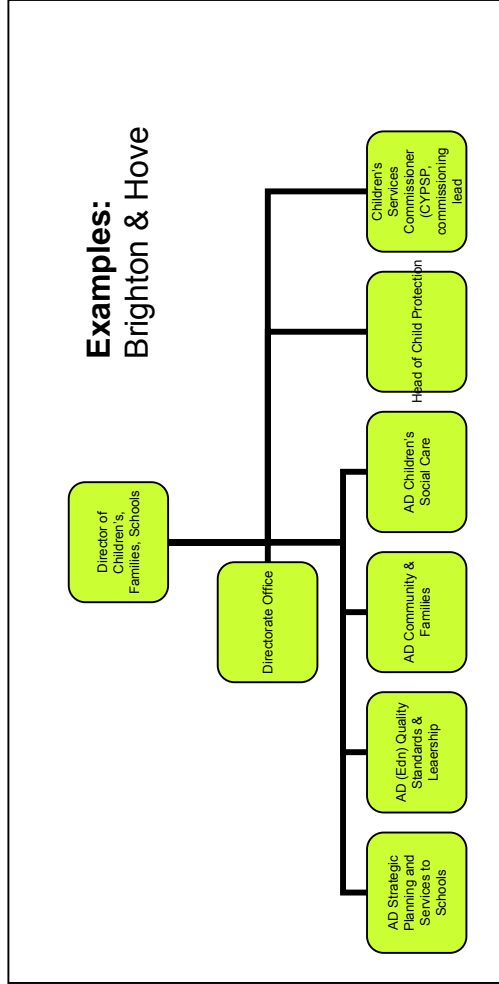 Examples:
Brighton & Hove
Director of
Children's,
Families, Schools
Directorate Office
AD Strategic
Planning and
Services to
Schools
AD (Edn) Quality
Standards &
Leaership
AD Community &
Families
AD Children's
Social Care
Head of Child Protection
Children's
Services
Commissioner
(CYPSP,
commissioning
lead